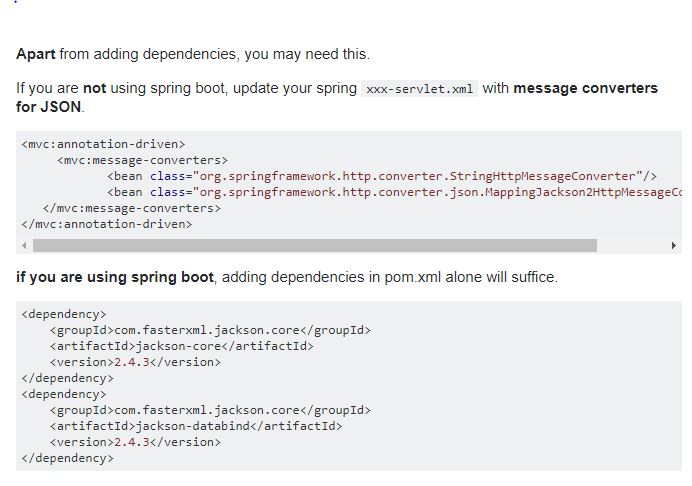 Apart from adding dependencies, you may need this.
If you are not using spring boot, update your spring xxx-servlet.xml with message converters
for JSON.
<mvc:annotation-driven>
<mvc:message-converters>
<bean class="org.springframework.http.converter.StringHttpMessageConverter"/>
<bean class="org.springframework.http.converter.json.MappingJackson2HttpMessageCo
</mvc:message-converters>
</mvc:annotation-driven>
if you are using spring boot, adding dependencies in pom.xml alone will suffice.
<dependency>
<groupId>com.fasterxml.jackson.core</groupId>
<artifactId>jackson-core</artifactId>
<version>2.4.3</version>
</dependency>
<dependency>
<groupId>com.fasterxml.jackson.core</groupId>
<artifactId>jackson-databind</artifactId>
<version>2.4.3</version>
</dependency>